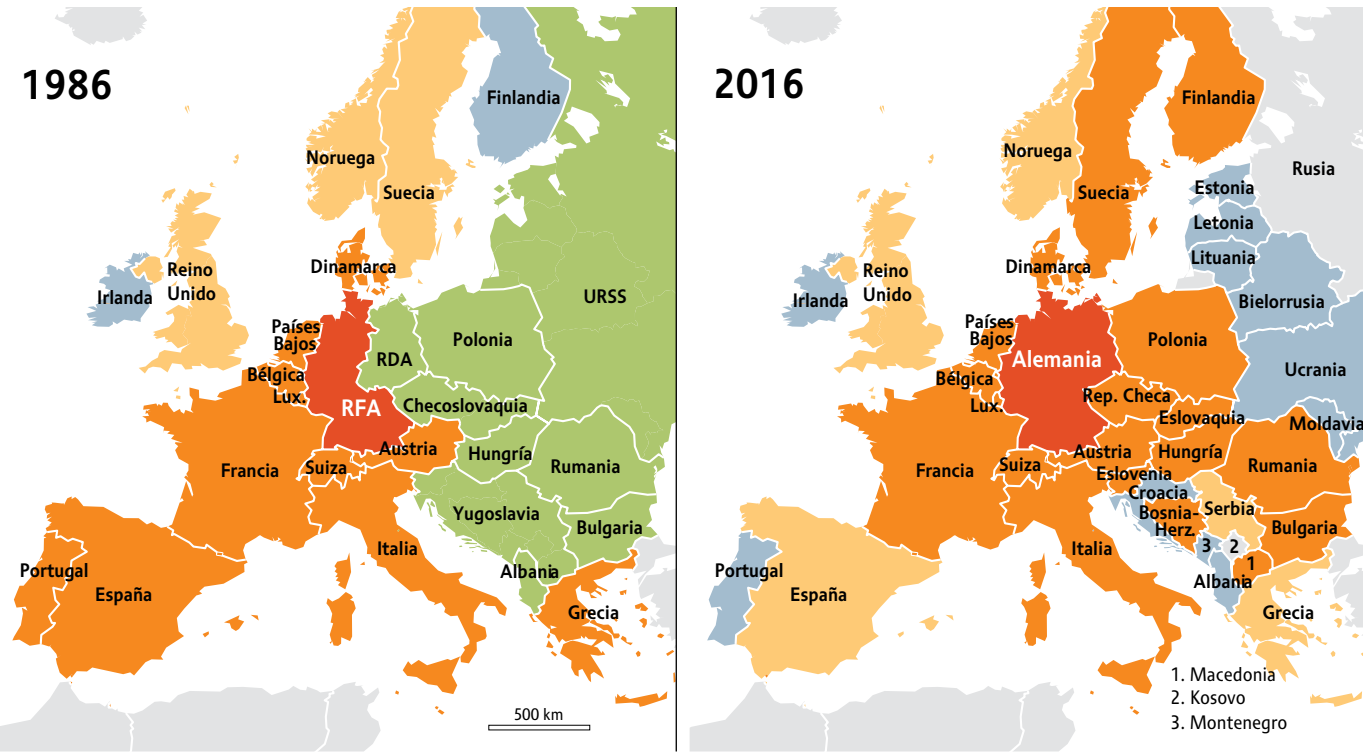 1986
Finlandia
Noruega
Suecia
Dinamarca
Reino
Unido
Irlanda
URSS
Países
Bajos
Polonia
RDA
Bélgica
Lux.
RFA
Checoslovaquia
Austria
Hungría
Francia
Suiza
Rumania
Yugoslavia
Bulgaria
Italia
Portugal
España
Albania
Grecia
500 km
2016
Finlandia
Noruega
Rusia
Suecia
Estonia
Letonia
Lituania
Dinamarca
Reino
Unido
Irlanda
Bielorrusia
Países
Bajos
Polonia
Alemania
Ucrania
Bélgica
Lux.
Rep. Checa
Eslovaquia
Moldavia
Austria
Hungría
Francia
Suiza
Rumania
Eslovenia
Croacia
Bosnia-
Herz.
Serbia
Bulgaria
Italia
3
2
1
Portugal
España
Albania
Grecia
1. Macedonia
2. Kosovo
3. Montenegro